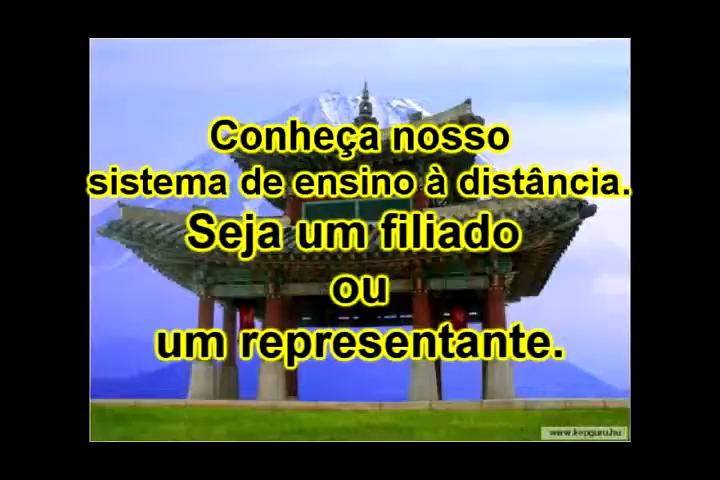 Conheça nosso
sistema de ensino à distância.
Seja um filiado
ou
um representante.
www.kepguru.hu